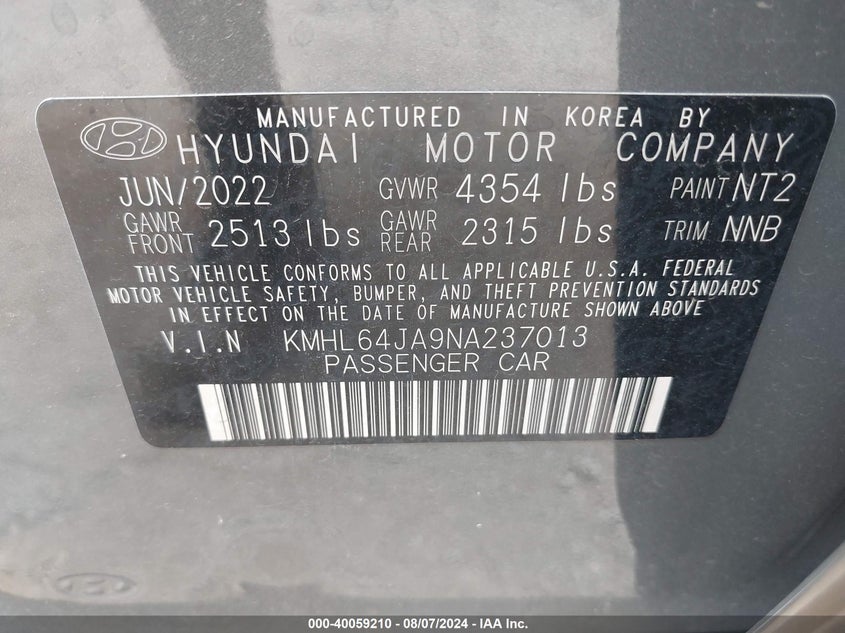 MANUFACTURED IN KOREA BY
HYUNDAI MOTOR COMPANY
JUN/2022 GVWR 4354 lbs PAINT NT2
GAWR FRONT 2513 lbs GAWR REAR 2315 lbs TRIM NNB
THIS VEHICLE CONFORMS TO ALL APPLICABLE U.S.A. FEDERAL
MOTOR VEHICLE SAFETY, BUMPER, AND THEFT PREVENTION STANDARDS
IN EFFECT ON THE DATE OF MANUFACTURE SHOWN ABOVE
V.I.N KMHL64JA9NA237013
PASSENGER CAR
000-40059210 - 08/07/2024 - IAA Inc.